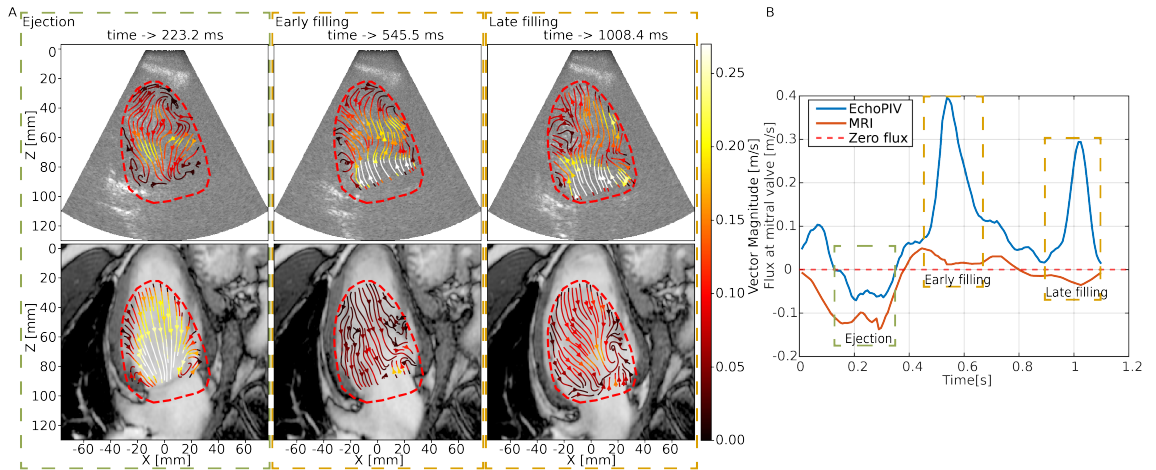 A
Ejection
Early filling
Late filling
time -> 223.2 ms
time -> 545.5 ms
time -> 1008.4 ms
0
20
40
60
80
100
120
Z [mm]
0
20
40
60
80
100
120
Z [mm]
-60 -40 -20 0 20 40 60
X [mm]
-60 -40 -20 0 20 40 60
X [mm]
-60 -40 -20 0 20 40 60
X [mm]
0.25
0.20
0.15
0.10
0.05
0.00
Vector Magnitude [m/s]
B
Flux at mitral valve [m/s]
0.4
0.3
0.2
0.1
0
-0.1
-0.2
EchoPIV
MRI
Zero flux
Ejection
Early filling
Late filling
0 0.2 0.4 0.6 0.8 1 1.2
Time[s]